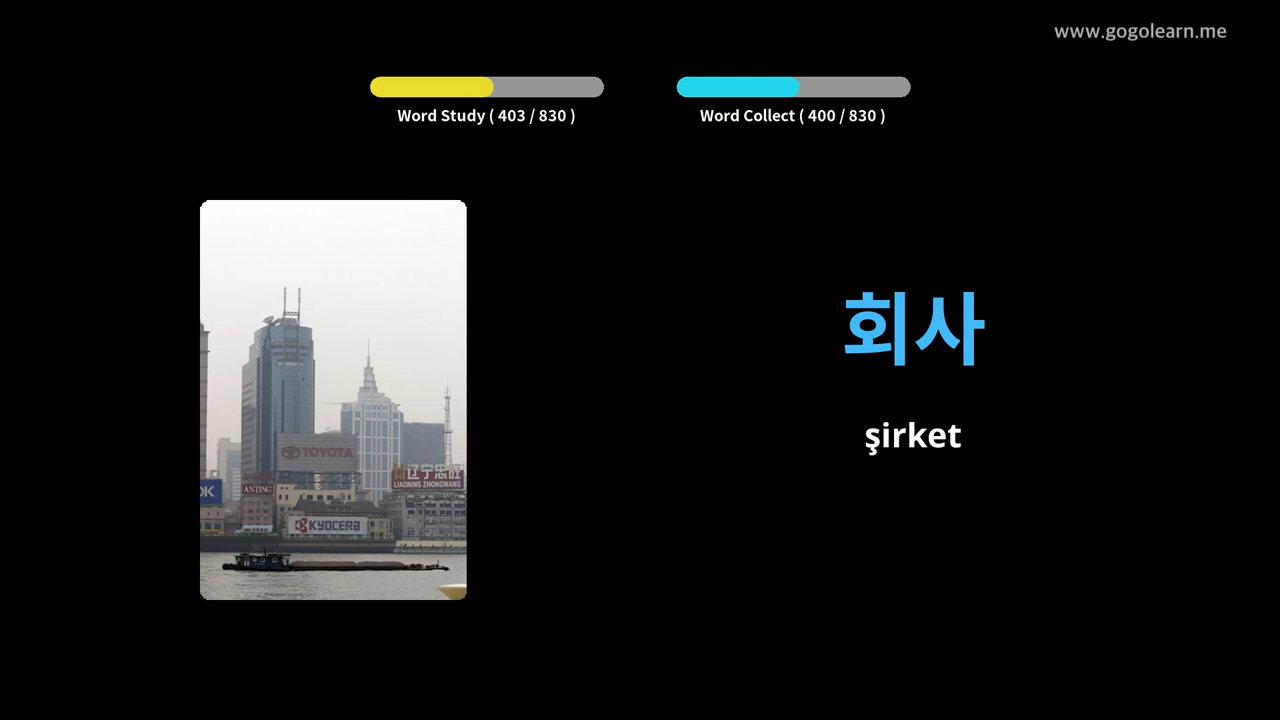 www.gogolearn.me
Word Study ( 403 / 830 )
Word Collect ( 400 / 830 )
회사
şirket
TOYOTA
辽宁忠旺
LIAONING ZHONGWANG
OK
ANTING
KYOCERA